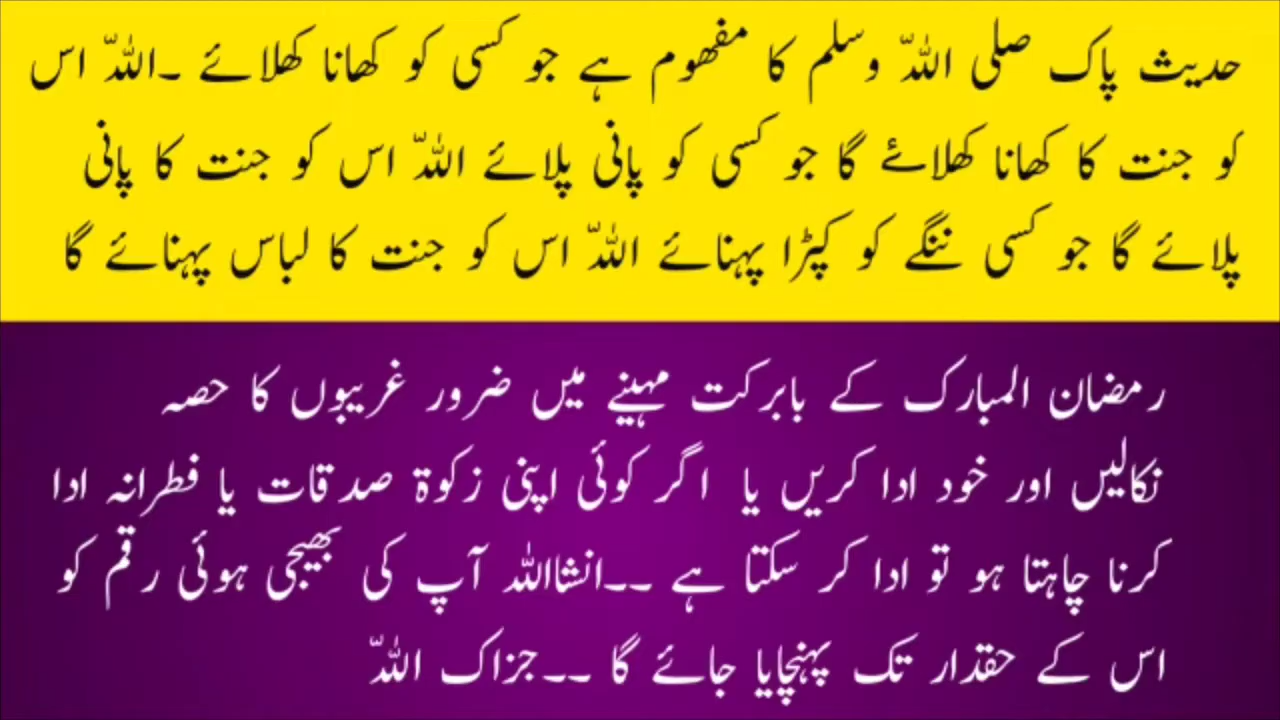 حدیث پاک صلی اللہّ وسلم کا مفہوم ہے جو کسی کو کھانا کھلائے ۔اللہّ اس
کو جنت کا کھانا کھلائے گا جو کسی کو پانی پلائے اللہّ اس کو جنت کا پانی
پلائے گا جو کسی ننگے کو کپڑا پہنائے اللہّ اس کو جنت کا لباس پہنائے گا
رمضان المبارک کے بابرکت مہینے میں ضرور غریبوں کا حصہ
نکالیں اور خود ادا کریں یا اگر کوئی اپنی زکوۃ صدقات یا فطرانہ ادا
کرنا چاہتا ہو تو ادا کر سکتا ہے ۔۔انشااللہ آپ کی بھیجی ہوئی رقم کو
اس کے حقدار تک پہنچایا جائے گا ۔۔جزاک اللہّ